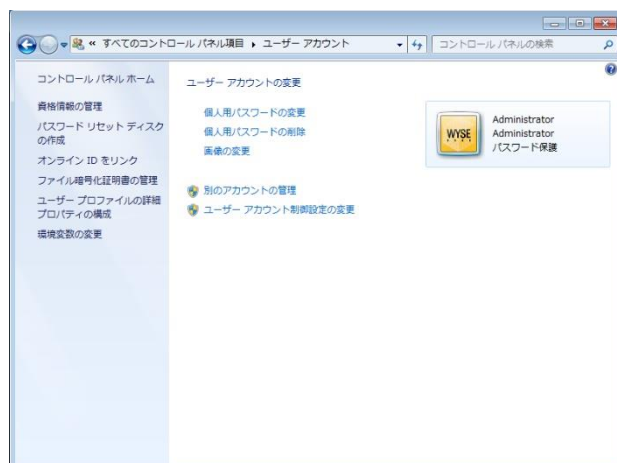 « すべてのコントロール パネル項目 ▸ ユーザー アカウント
コントロール パネルの検索
コントロール パネル ホーム
資格情報の管理
パスワード リセット ディスク
の作成
オンライン ID をリンク
ファイル暗号化証明書の管理
ユーザー プロファイルの詳細
プロパティの構成
環境変数の変更
ユーザー アカウントの変更
個人用パスワードの変更
個人用パスワードの削除
画像の変更
別のアカウントの管理
ユーザー アカウント制御設定の変更
WYSE
Administrator
Administrator
パスワード保護